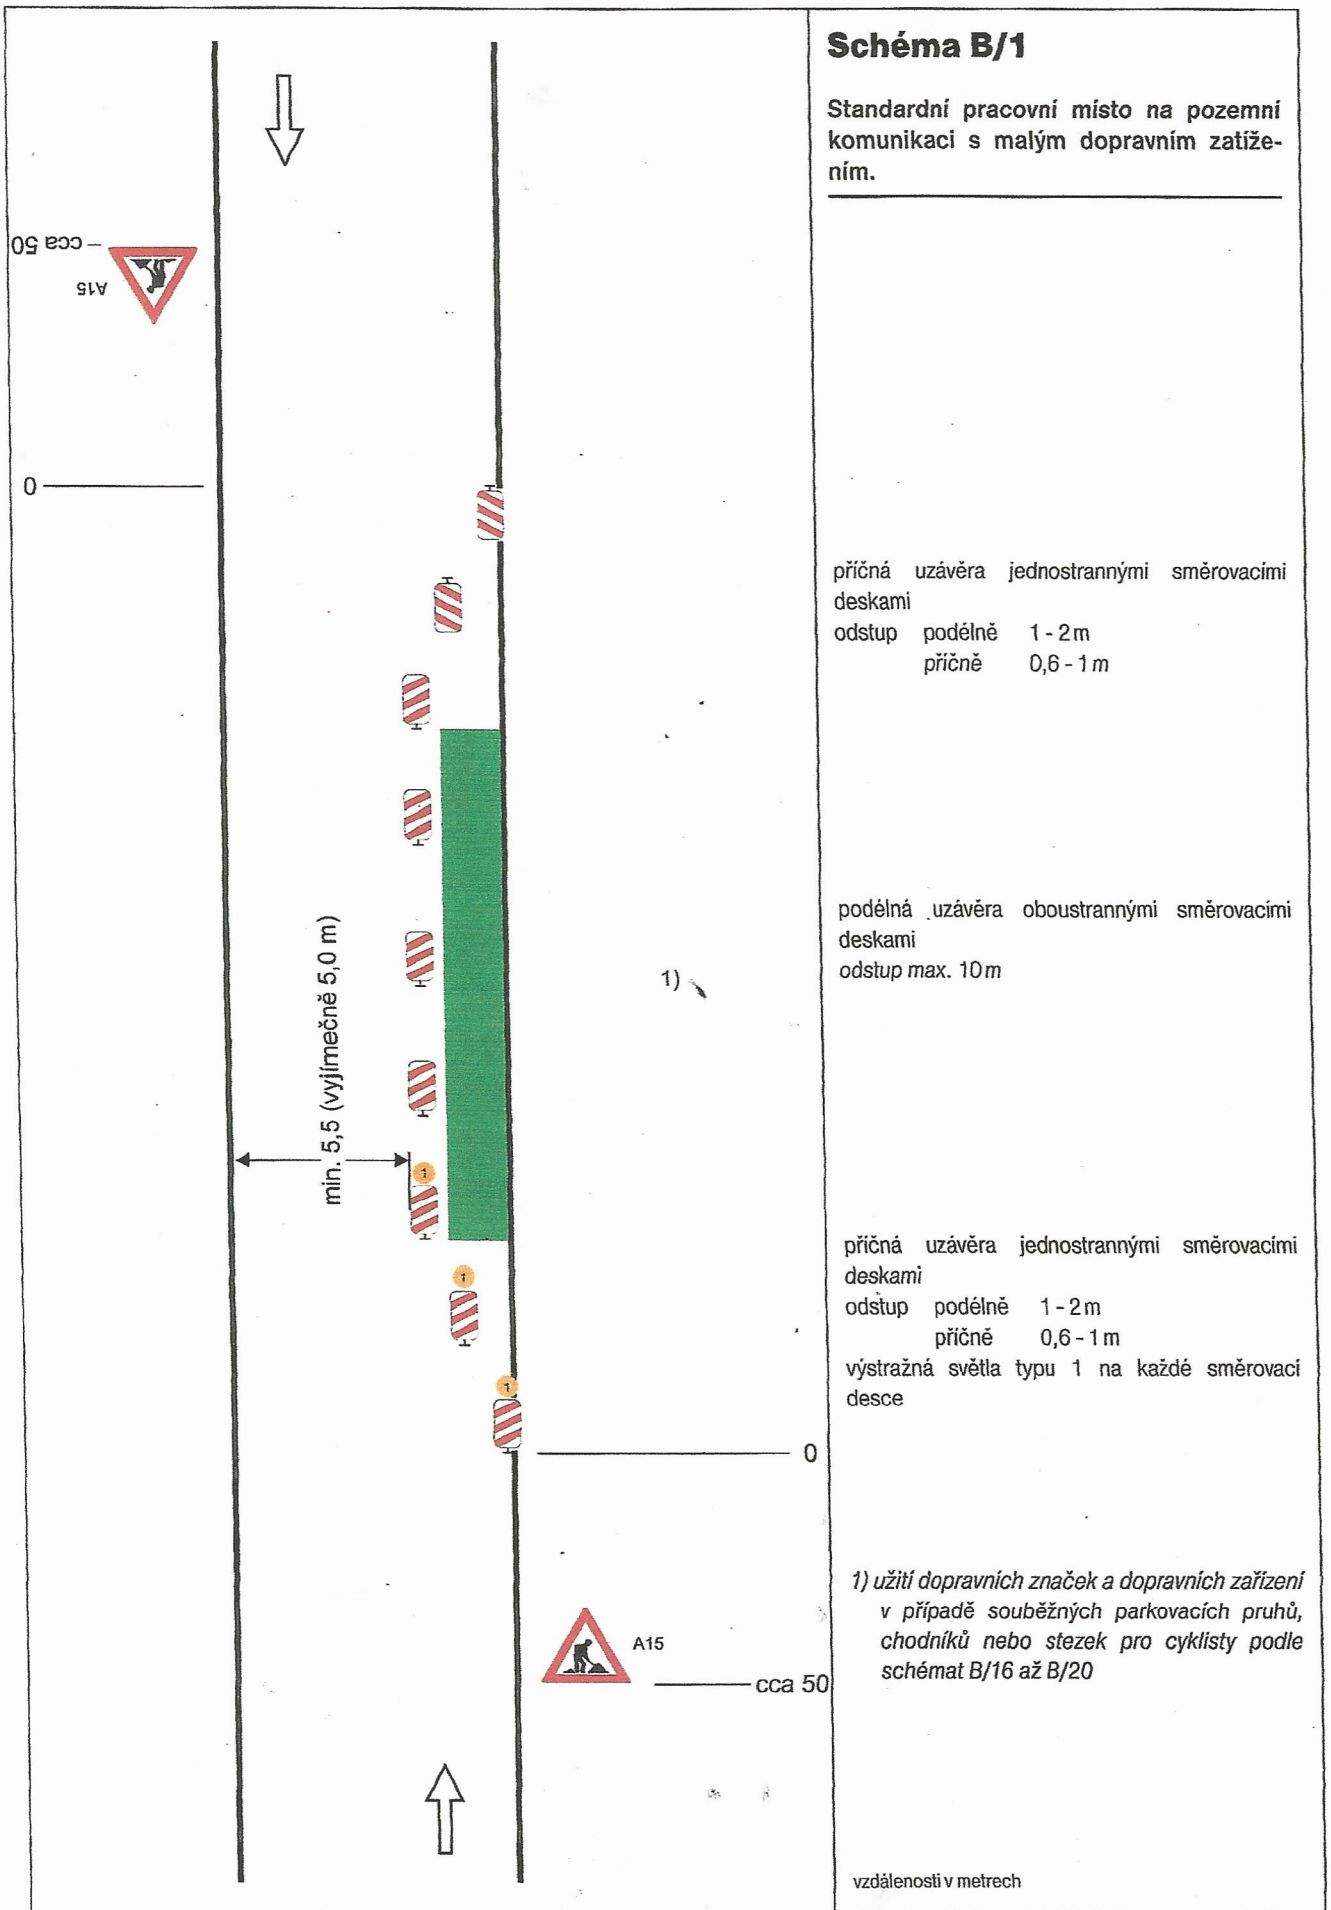 Schéma B/1
Standardní pracovní místo na pozemní
komunikaci s malým dopravním zatíže-
ním.
cca 50
A15
0
příčná uzávěra jednostrannými směrovacími
deskami
odstup podélně 1 - 2 m
příčně 0,6 - 1 m
podélná uzávěra oboustrannými směrovacími
deskami
odstup max. 10 m
1)
min. 5,5 (vyjímečně 5,0 m)
1
1
1
příčná uzávěra jednostrannými směrovacími
deskami
odstup podélně 1 - 2 m
příčně 0,6 - 1 m
výstražná světla typu 1 na každé směrovací
desce
0
1) užití dopravních značek a dopravních zařízení
v případě souběžných parkovacích pruhů,
chodníků nebo stezek pro cyklisty podle
schémat B/16 až B/20
A15
cca 50
vzdálenosti v metrech